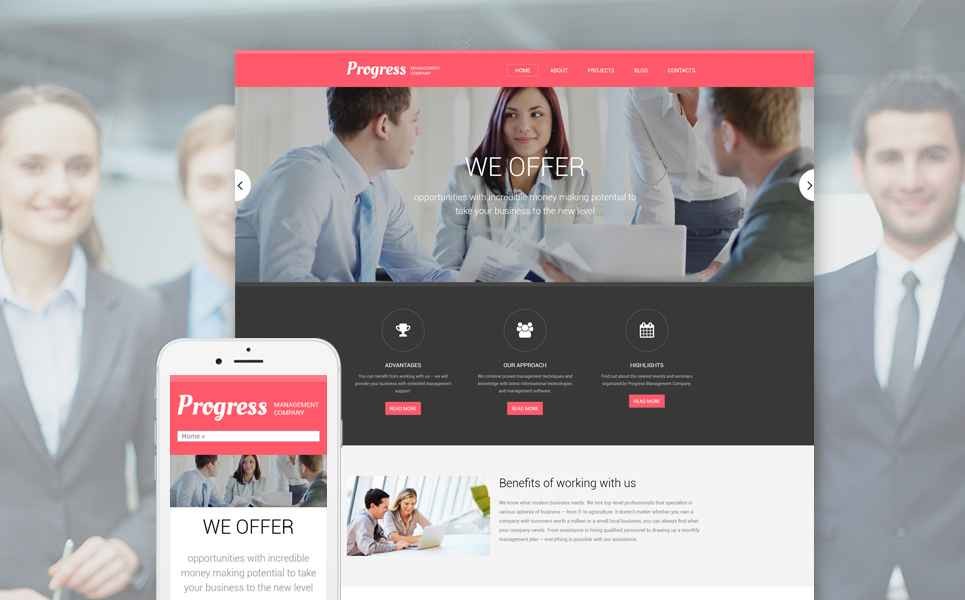 Progress MANAGEMENT
COMPANY
HOME ABOUT PROJECTS BLOG CONTACTS
WE OFFER
opportunities with incredible money making potential to
take your business to the new level
ADVANTAGES
You can benefit from working with us – we will
provide your business with extended management
support!
READ MORE
OUR APPROACH
We combine proved management techniques and
knowledge with latest informational technologies
and management software.
READ MORE
HIGHLIGHTS
Find out about the nearest events and seminars
organized by Progress Management Company.
READ MORE
Benefits of working with us
We know what modern business needs. We hire top-level professionals that specialize in
various spheres of business – from IT to agriculture. It doesn't matter whether you own a
company with turnover worth a million or a small local business, you can always find what
your company needs. From assistance in hiring qualified personnel to drawing up a monthly
management plan – everything is possible with our assistance.
Progress MANAGEMENT
COMPANY
Home »
WE OFFER
opportunities with incredible
money making potential to take
your business to the new level